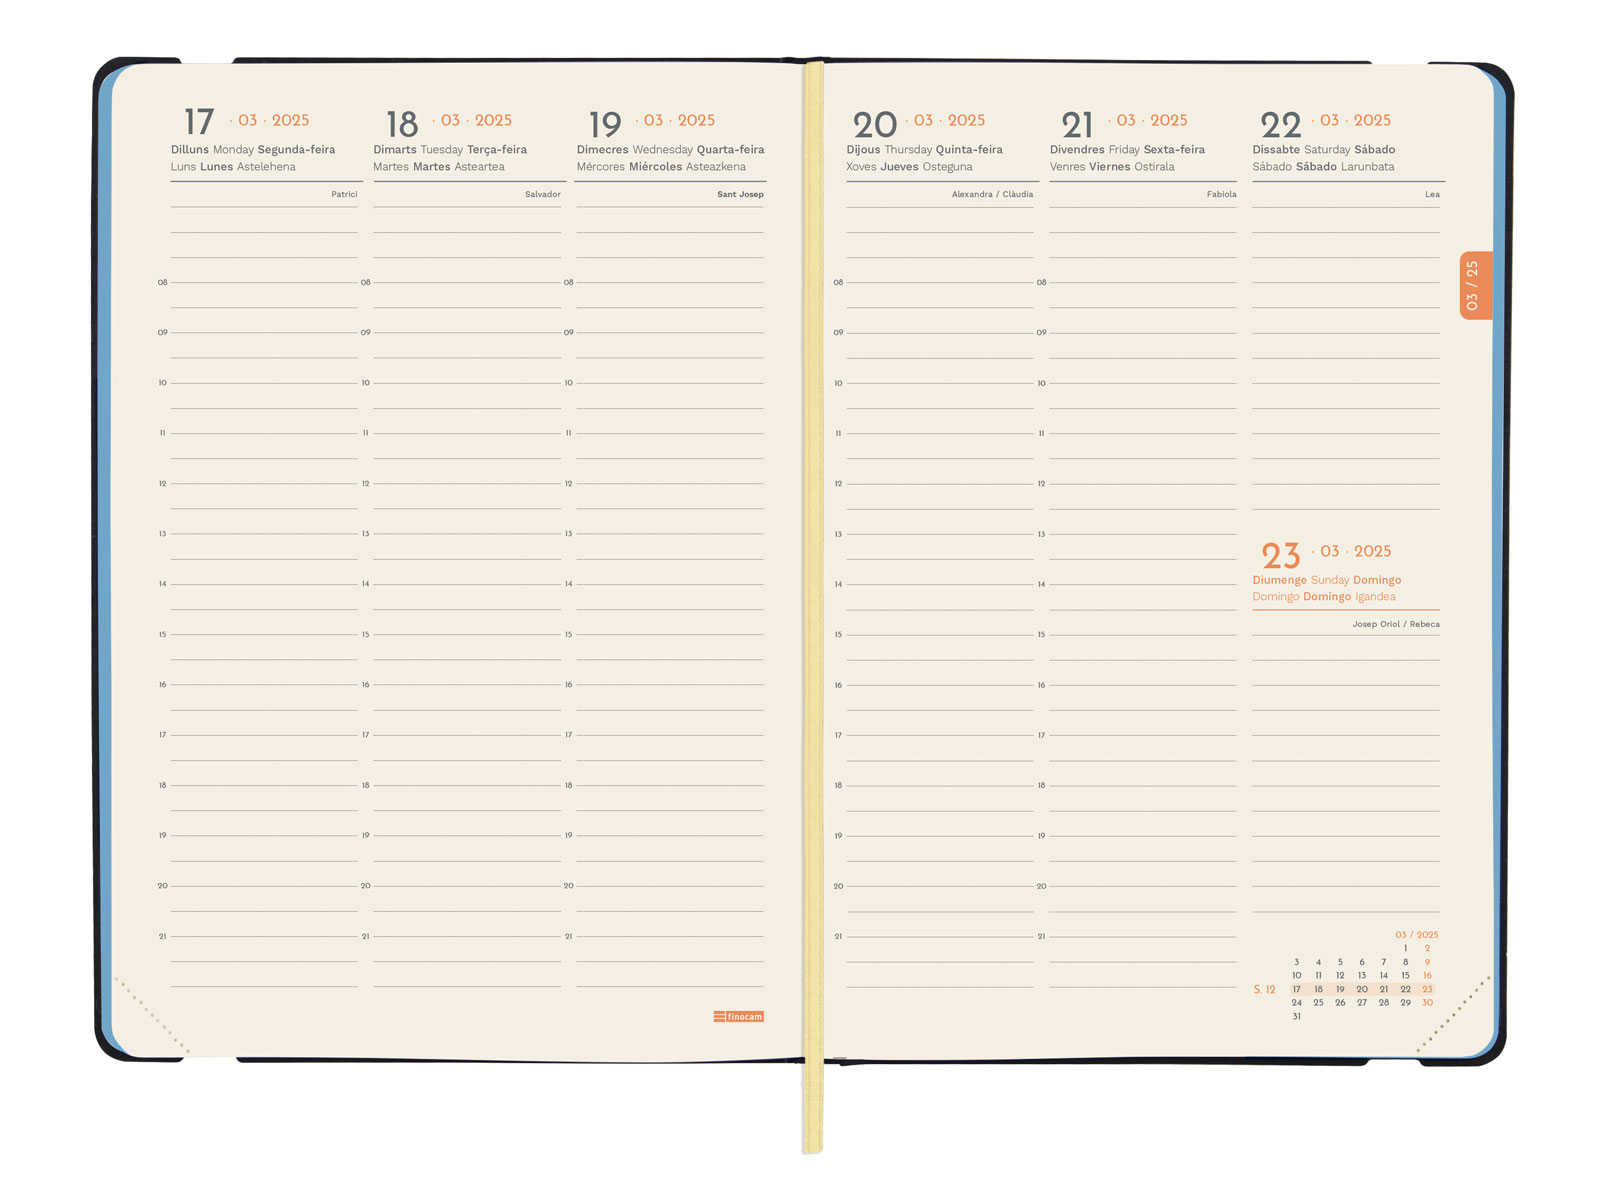 17 · 03 · 2025
Dilluns Monday Segunda-feira
Luns Lunes Astelehena
Patrici
08
09
10
11
12
13
14
15
16
17
18
19
20
21
18 · 03 · 2025
Dimarts Tuesday Terça-feira
Martes Martes Asteartea
Salvador
08
09
10
11
12
13
14
15
16
17
18
19
20
21
19 · 03 · 2025
Dimecres Wednesday Quarta-feira
Mércores Miércoles Asteazkena
Sant Josep
08
09
10
11
12
13
14
15
16
17
18
19
20
21
finocam
20 · 03 · 2025
Dijous Thursday Quinta-feira
Xoves Jueves Osteguna
Alexandra / Clàudia
08
09
10
11
12
13
14
15
16
17
18
19
20
21
21 · 03 · 2025
Divendres Friday Sexta-feira
Venres Viernes Ostirala
Fabiola
08
09
10
11
12
13
14
15
16
17
18
19
20
21
22 · 03 · 2025
Dissabte Saturday Sábado
Sábado Sábado Larunbata
Lea
03 / 25
23 · 03 · 2025
Diumenge Sunday Domingo
Domingo Domingo Igandea
Josep Oriol / Rebeca
03 / 2025
1 2
3 4 5 6 7 8 9
10 11 12 13 14 15 16
S. 12 17 18 19 20 21 22 23
24 25 26 27 28 29 30
31